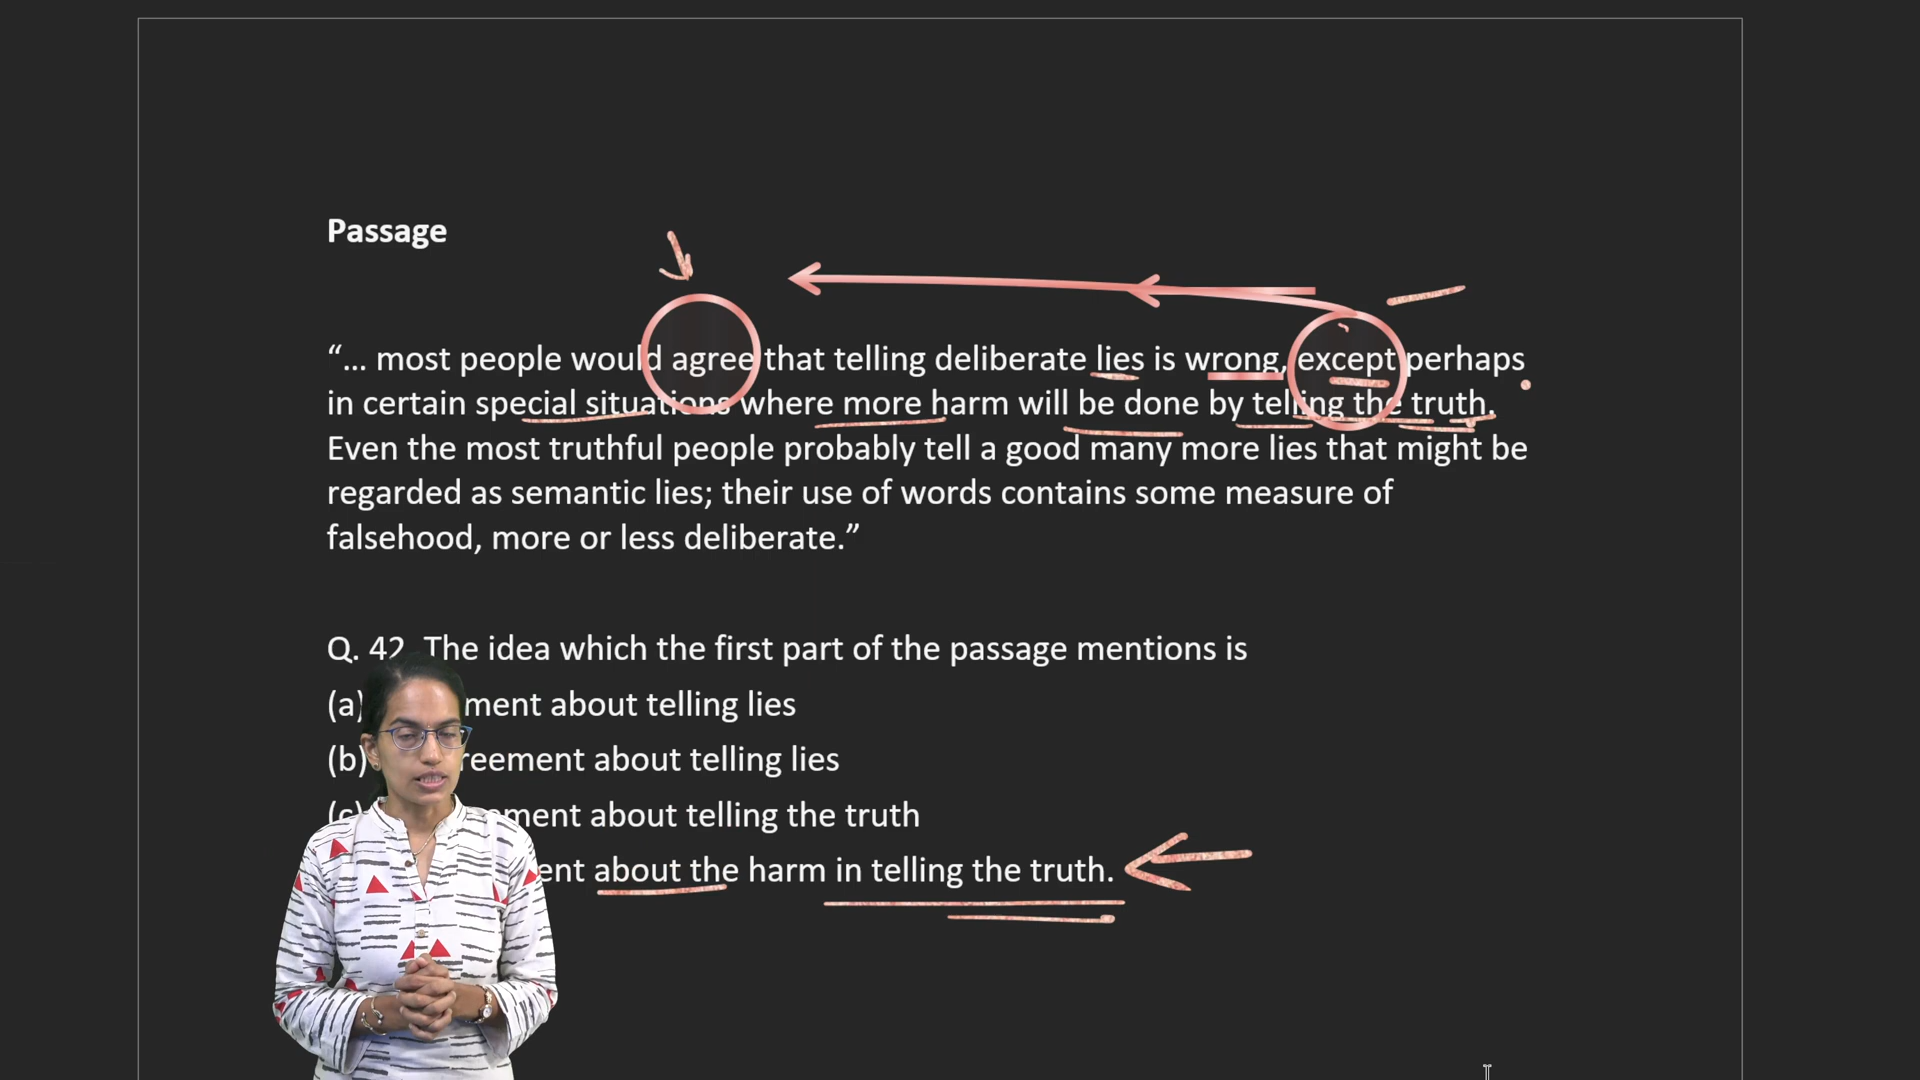 Passage
“... most people would agree that telling deliberate lies is wrong, except perhaps
in certain special situations where more harm will be done by telling the truth.
Even the most truthful people probably tell a good many more lies that might be
regarded as semantic lies; their use of words contains some measure of
falsehood, more or less deliberate.”
Q. 42 The idea which the first part of the passage mentions is
(a) about telling lies
(b) about telling lies
(c) about telling the truth
about the harm in telling the truth.